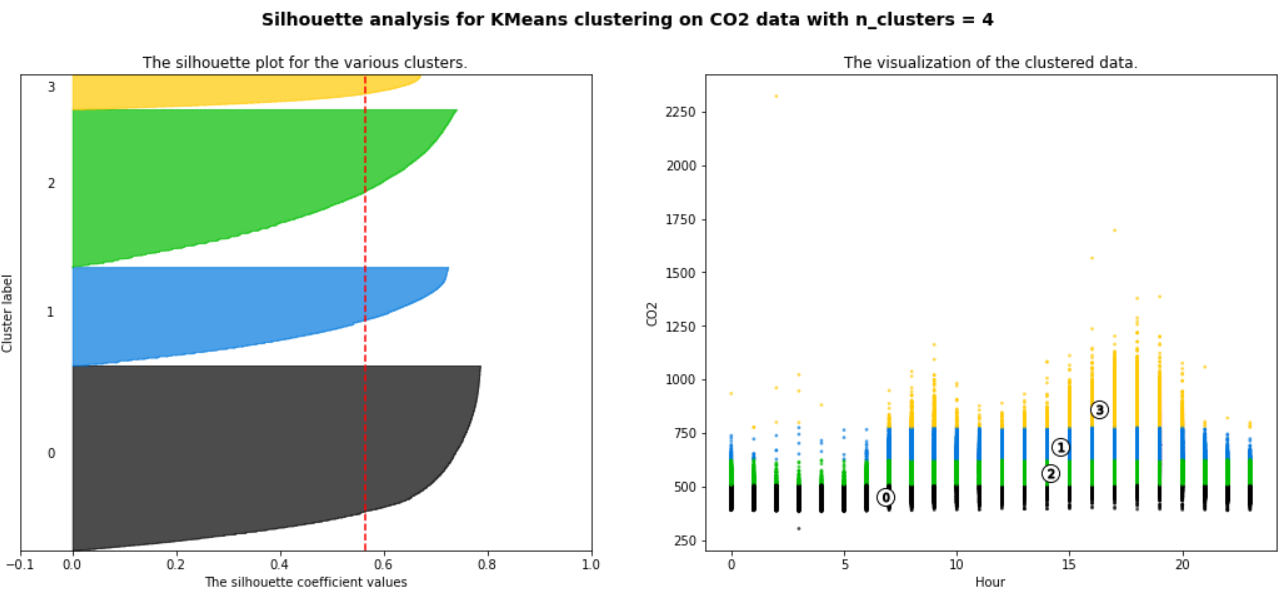 Silhouette analysis for KMeans clustering on CO2 data with n_clusters = 4
The silhouette plot for the various clusters.
3
2
1
0
Cluster label
−0.1 0.0 0.2 0.4 0.6 0.8 1.0
The silhouette coefficient values
The visualization of the clustered data.
2250
2000
1750
1500
1250
1000
750
500
250
CO2
3
1
2
0
0 5 10 15 20
Hour